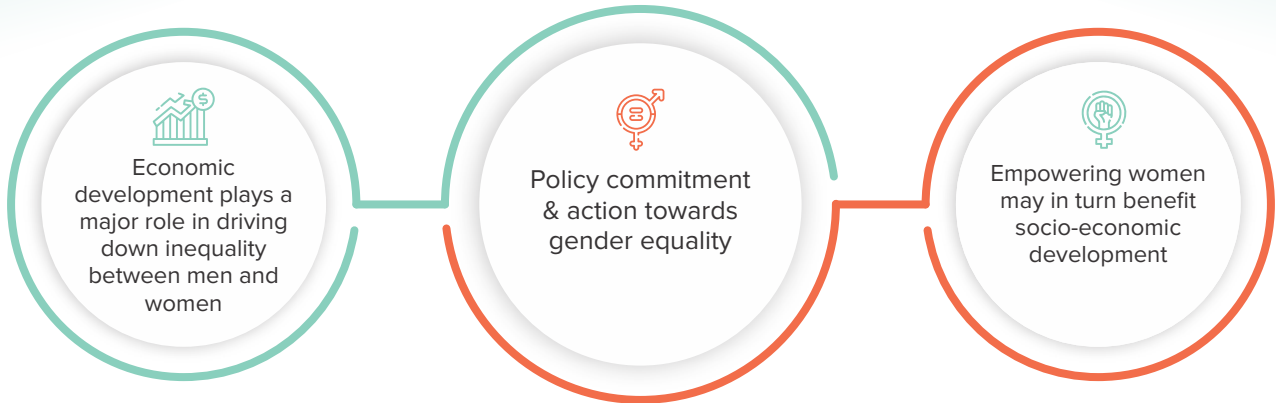 Economic
development plays a
major role in driving
down inequality
between men and
women
Policy commitment
& action towards
gender equality
Empowering women
may in turn benefit
socio-economic
development